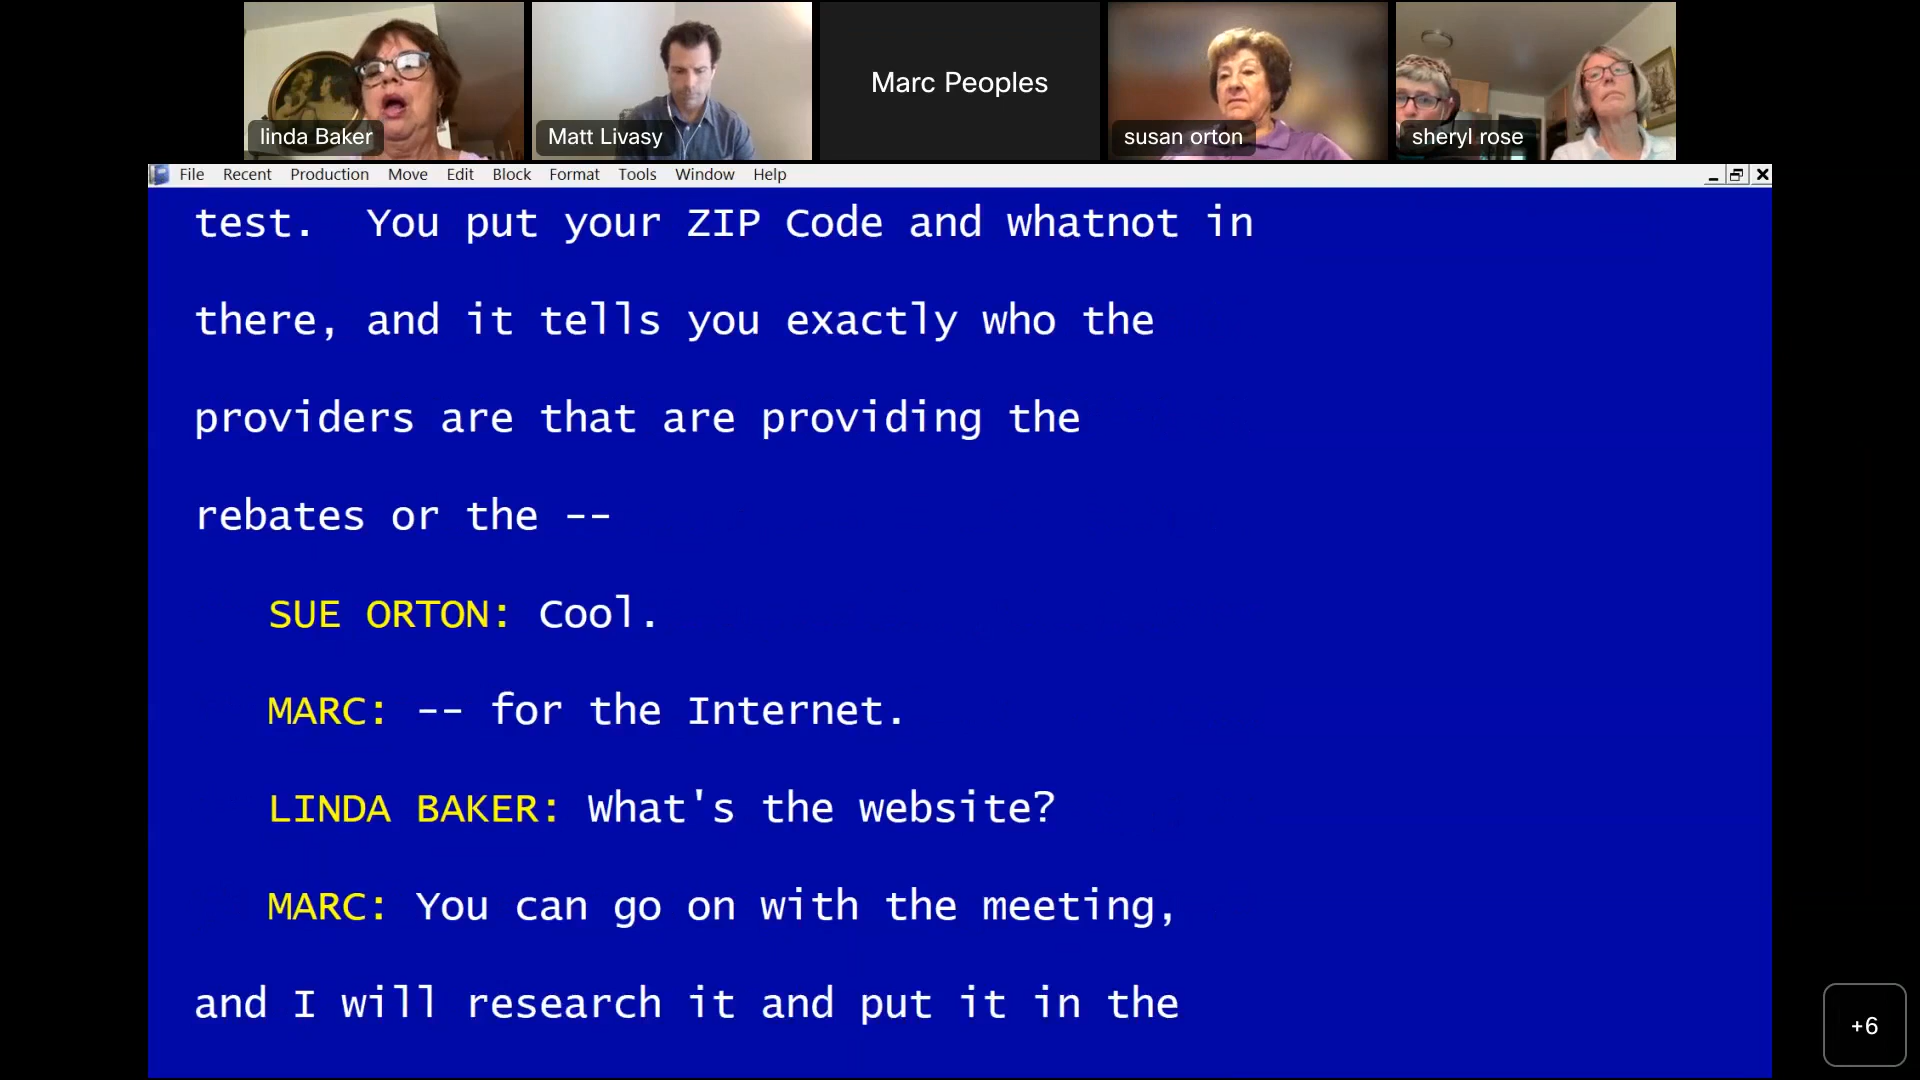 linda Baker
Matt Livasy
Marc Peoples
susan orton
sheryl rose
File Recent Production Move Edit Block Format Tools Window Help
test.  You put your ZIP Code and whatnot in
there, and it tells you exactly who the
providers are that are providing the
rebates or the --
SUE ORTON: Cool.
MARC: -- for the Internet.
LINDA BAKER: What's the website?
MARC: You can go on with the meeting,
and I will research it and put it in the
+6